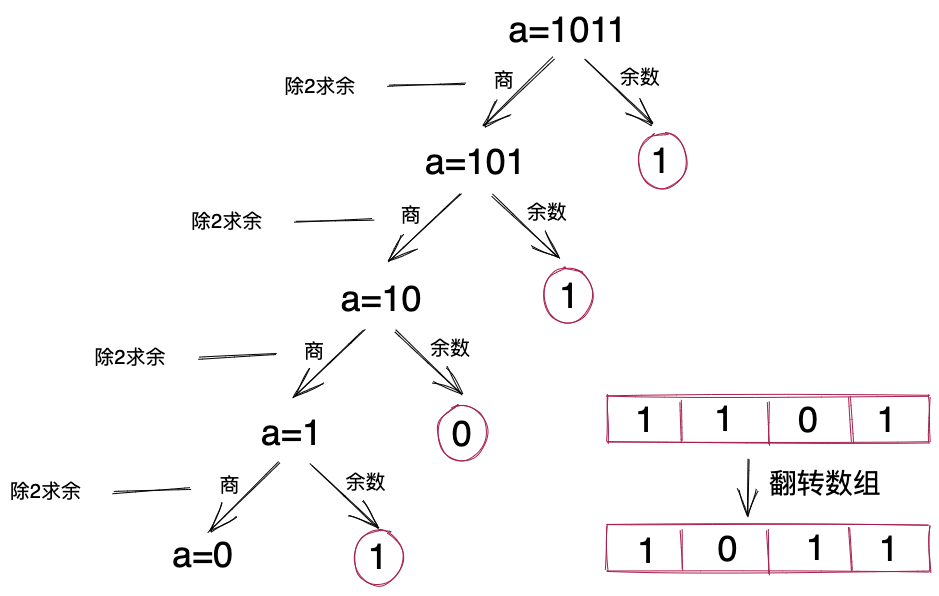 a=1011
除2求余
商
余数
a=101
1
除2求余
商
余数
a=10
1
除2求余
商
余数
a=1
0
1 1 0 1
除2求余
商
余数
翻转数组
a=0
1
1 0 1 1